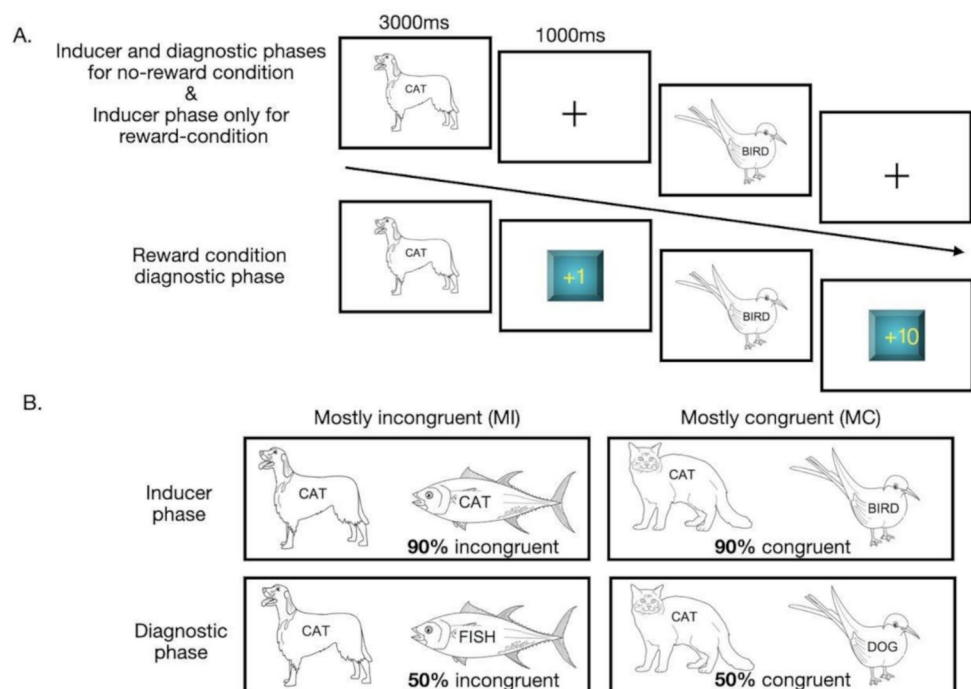 A.
3000ms
1000ms
Inducer and diagnostic phases
for no-reward condition
&
Inducer phase only for
reward-condition
CAT
+
BIRD
+
Reward condition
diagnostic phase
CAT
+1
BIRD
+10
B.
Mostly incongruent (MI)
Mostly congruent (MC)
Inducer
phase
CAT
CAT
90% incongruent
CAT
BIRD
90% congruent
Diagnostic
phase
CAT
FISH
50% incongruent
CAT
DOG
50% congruent